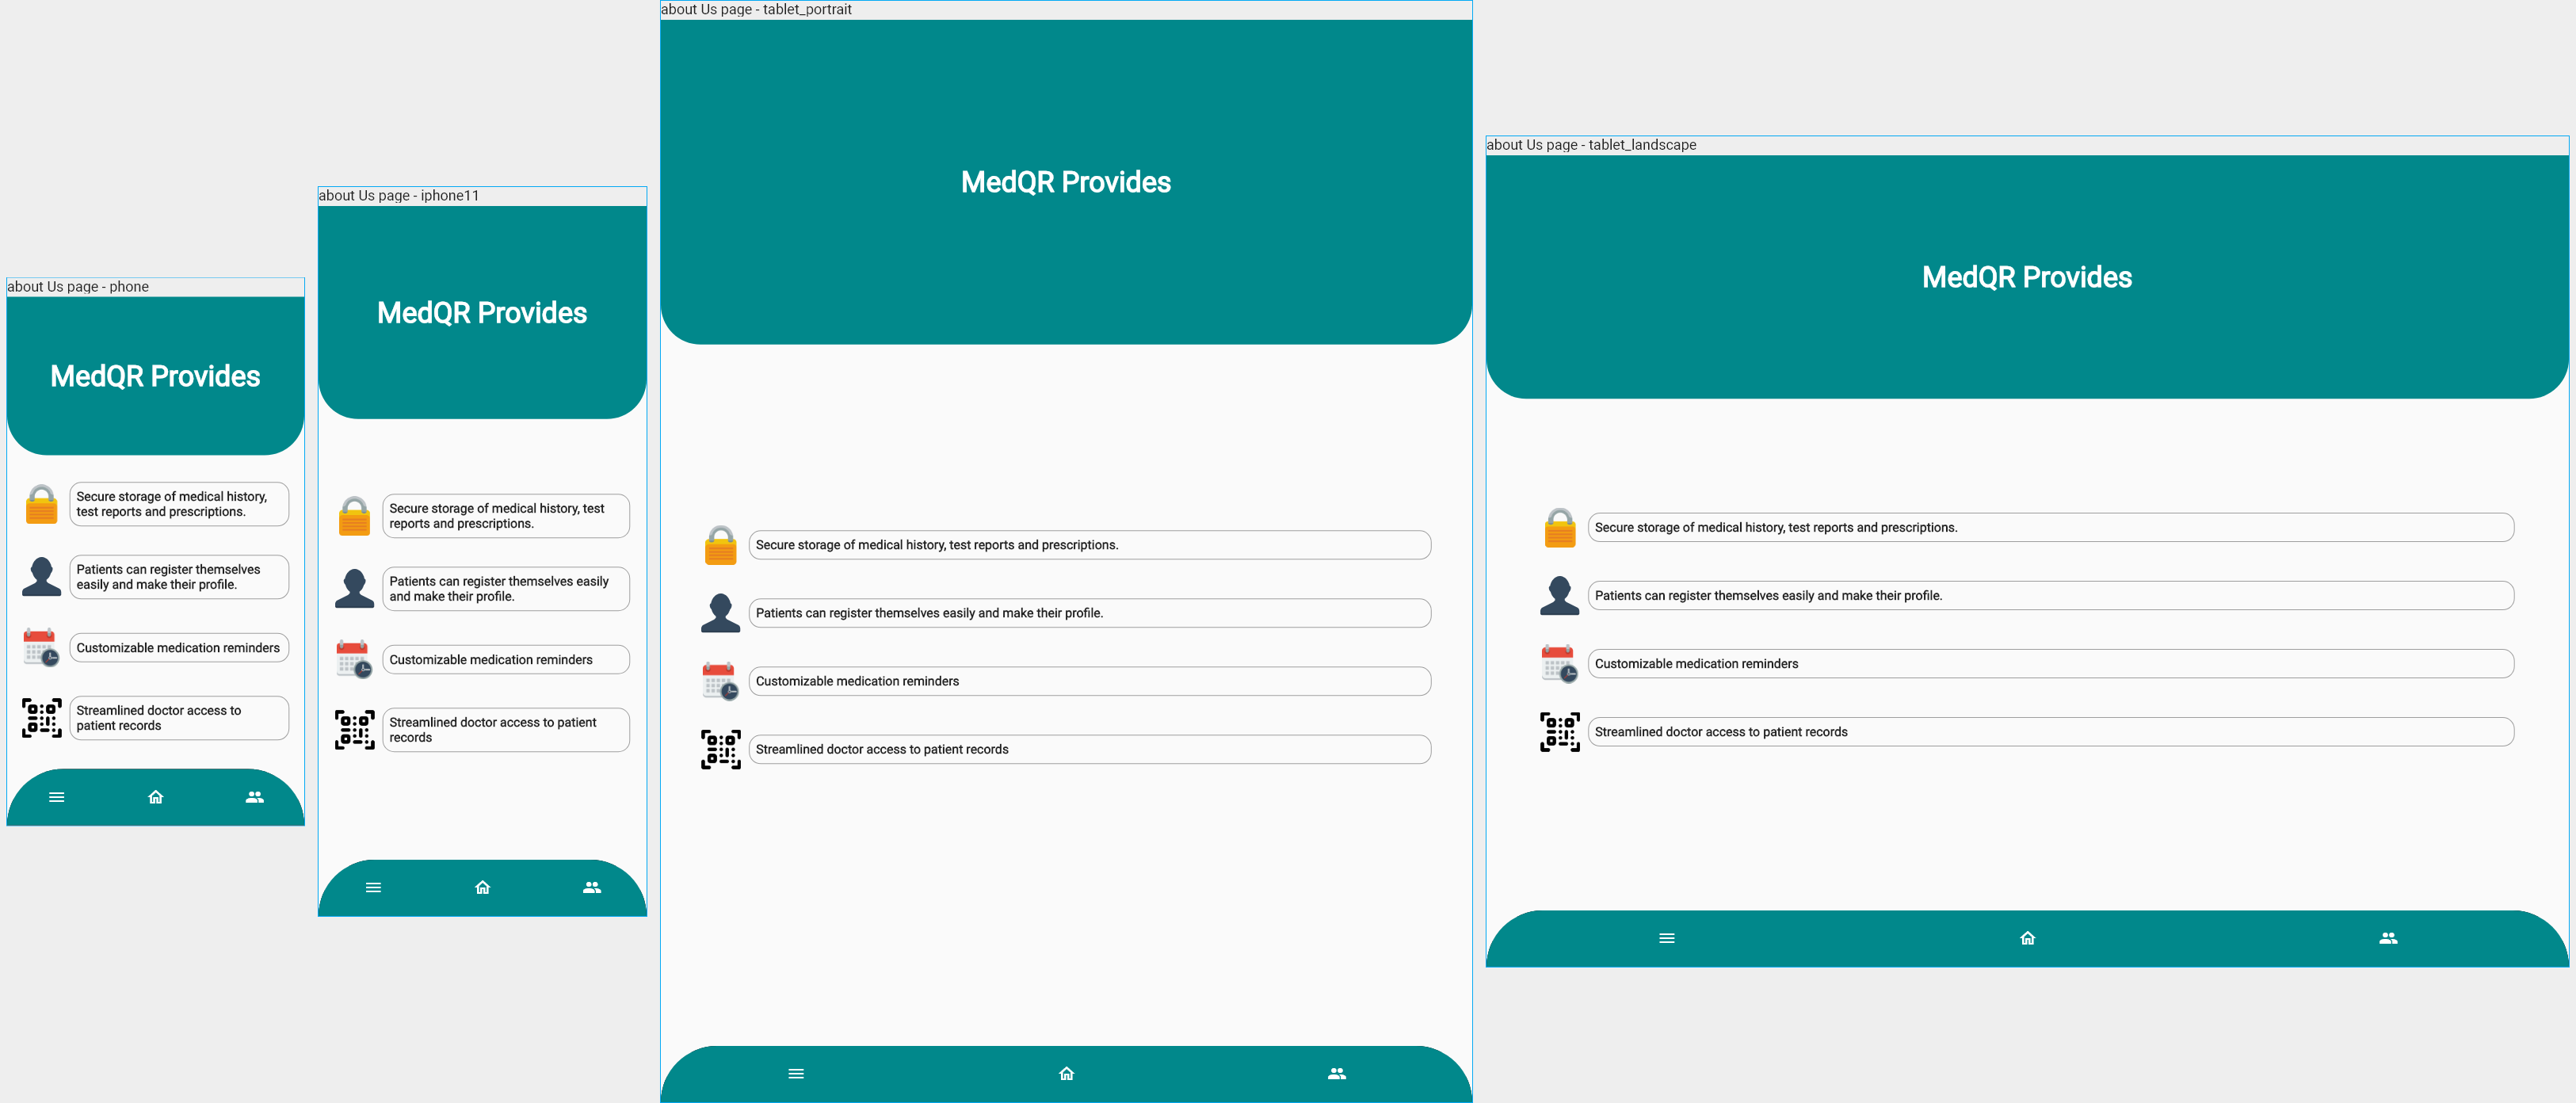 about Us page - phone
MedQR Provides
Secure storage of medical history,
test reports and prescriptions.
Patients can register themselves
easily and make their profile.
Customizable medication reminders
Streamlined doctor access to
patient records
about Us page - iphone11
MedQR Provides
Secure storage of medical history, test
reports and prescriptions.
Patients can register themselves easily
and make their profile.
Customizable medication reminders
Streamlined doctor access to patient
records
about Us page - tablet_portrait
MedQR Provides
Secure storage of medical history, test reports and prescriptions.
Patients can register themselves easily and make their profile.
Customizable medication reminders
Streamlined doctor access to patient records
about Us page - tablet_landscape
MedQR Provides
Secure storage of medical history, test reports and prescriptions.
Patients can register themselves easily and make their profile.
Customizable medication reminders
Streamlined doctor access to patient records